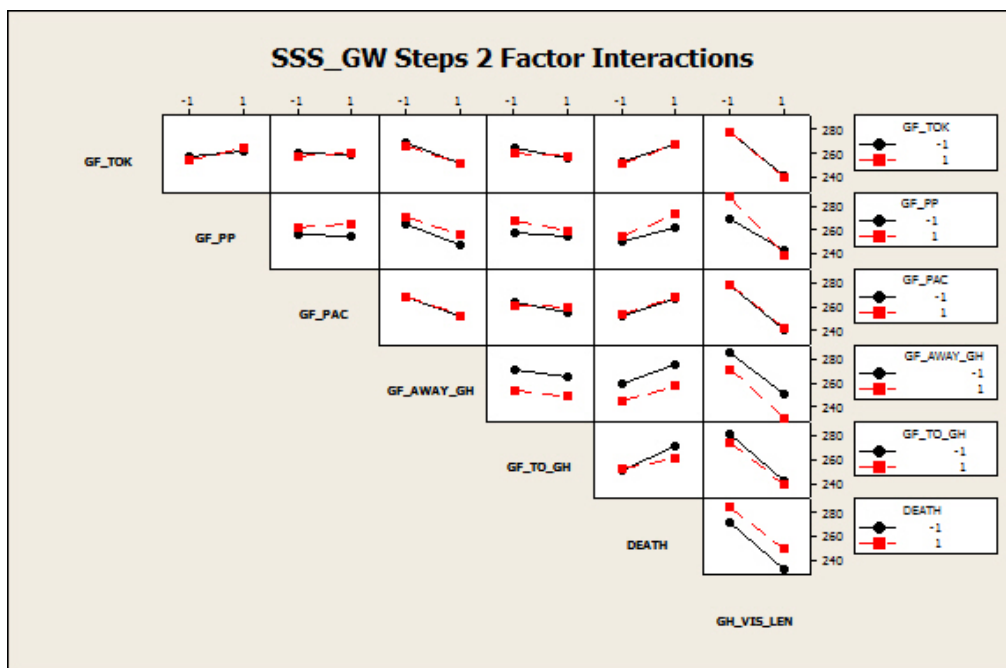 SSS_GW Steps 2 Factor Interactions
-1 1 -1 1 -1 1 -1 1 -1 1 -1 1
GF_TOK
280
260
240
GF_TOK
-1
1
GF_PP
280
260
240
GF_PP
-1
1
GF_PAC
280
260
240
GF_PAC
-1
1
GF_AWAY_GH
280
260
240
GF_AWAY_GH
-1
1
GF_TO_GH
280
260
240
GF_TO_GH
-1
1
DEATH
280
260
240
DEATH
-1
1
GH_VIS_LEN